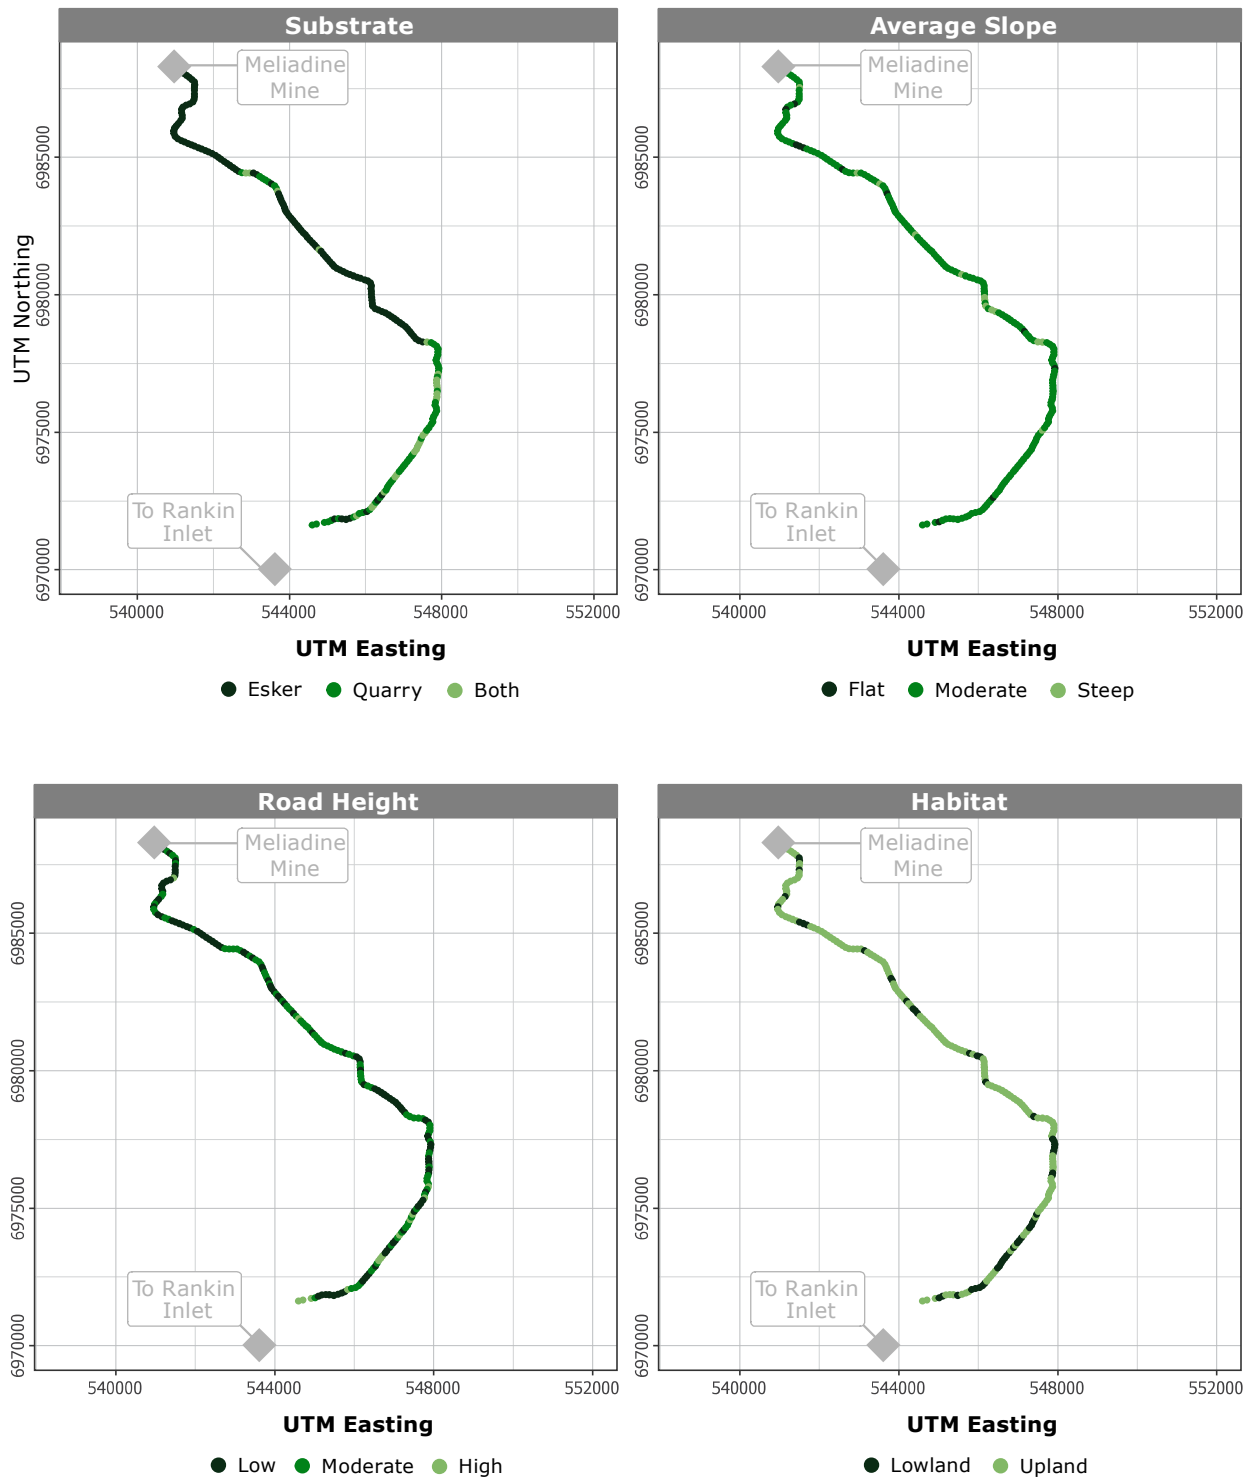 Substrate
Average Slope
Meliadine
Mine
Meliadine
Mine
UTM Northing
6985000
6980000
6975000
6970000
6985000
6980000
6975000
6970000
To Rankin
Inlet
To Rankin
Inlet
540000 544000 548000 552000
540000 544000 548000 552000
UTM Easting
UTM Easting
Esker Quarry Both
Flat Moderate Steep
Road Height
Habitat
Meliadine
Mine
Meliadine
Mine
6985000
6980000
6975000
6970000
6985000
6980000
6975000
6970000
To Rankin
Inlet
To Rankin
Inlet
540000 544000 548000 552000
540000 544000 548000 552000
UTM Easting
UTM Easting
Low Moderate High
Lowland Upland